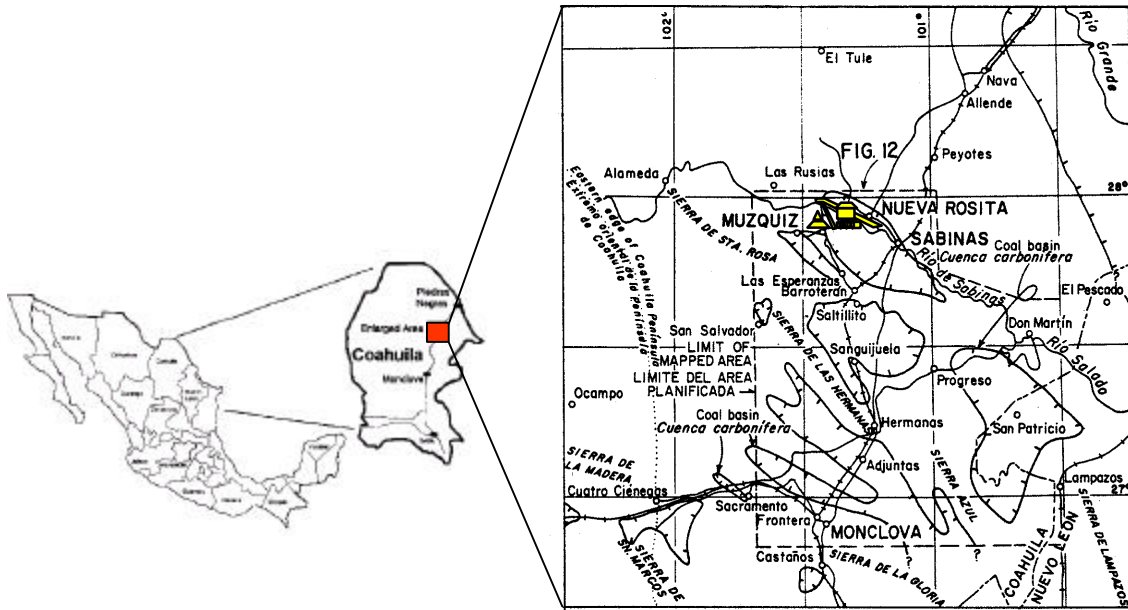 Piedras
Negras
Enlarged Area
Coahuila
Monclova
102°
101°
Río Grande
El Tule
Nava
Allende
Peyotes
FIG. 12
Las Rusias
Alameda
28°
SIERRA DE STA. ROSA
MUZQUIZ
NUEVA ROSITA
SABINAS
Coal basin
Cuenca carbonífera
Eastern edge of Coahuila Peninsula
Extremo oriental de la Península
de Coahuila
Río de Sabinas
Las Esperanzas
Barroterán
El Pescado
Saltillito
San Salvador
Don Martín
LIMIT OF
MAPPED AREA
LIMITE DEL AREA
PLANIFICADA
SIERRA DE LAS HERMANAS
Sanguijuela
Río Salado
Progreso
Ocampo
Coal basin
Cuenca carbonífera
Hermanas
San Patricio
SIERRA DE
LA MADERA
Adjuntas
SIERRA AZUL
Lampazos
27°
Cuatro Ciénegas
Sacramento
Frontera
MONCLOVA
SIERRA DE
SN. MARCOS
Castaños
SIERRA DE LA GLORIA
?
?
?
COAHUILA
NUEVO LEÓN
SIERRA DE LAMPAZOS